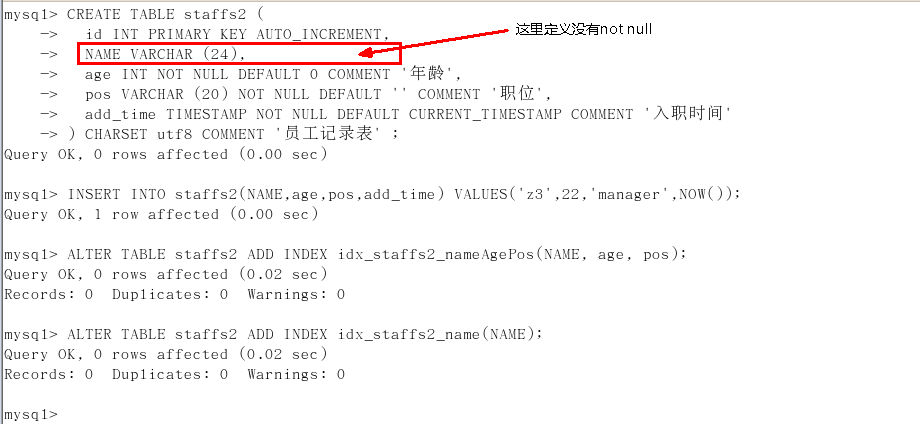 mysql> CREATE TABLE staffs2 (
-> id INT PRIMARY KEY AUTO_INCREMENT,
这里定义没有not null
-> NAME VARCHAR (24),
-> age INT NOT NULL DEFAULT 0 COMMENT '年龄',
-> pos VARCHAR (20) NOT NULL DEFAULT '' COMMENT '职位',
-> add_time TIMESTAMP NOT NULL DEFAULT CURRENT_TIMESTAMP COMMENT '入职时间'
-> ) CHARSET utf8 COMMENT '员工记录表' ;
Query OK, 0 rows affected (0.00 sec)
mysql> INSERT INTO staffs2(NAME,age,pos,add_time) VALUES('z3',22,'manager',NOW());
Query OK, 1 row affected (0.00 sec)
mysql> ALTER TABLE staffs2 ADD INDEX idx_staffs2_nameAgePos(NAME, age, pos);
Query OK, 0 rows affected (0.02 sec)
Records: 0  Duplicates: 0  Warnings: 0
mysql> ALTER TABLE staffs2 ADD INDEX idx_staffs2_name(NAME);
Query OK, 0 rows affected (0.02 sec)
Records: 0  Duplicates: 0  Warnings: 0
mysql>